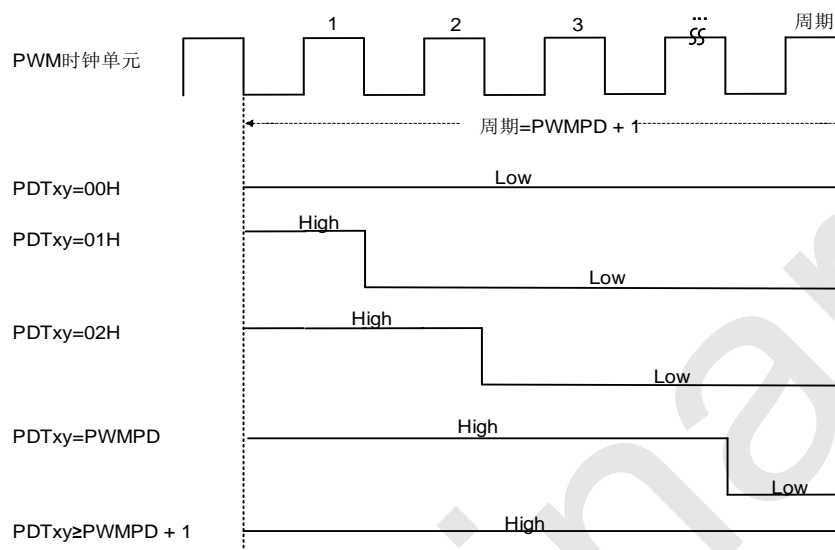 1 2 3 ... 周期
PWM时钟单元
周期=PWMPD + 1
PDTxy=00H Low
PDTxy=01H High Low
PDTxy=02H High Low
PDTxy=PWMPD High Low
PDTxy≥PWMPD + 1 High